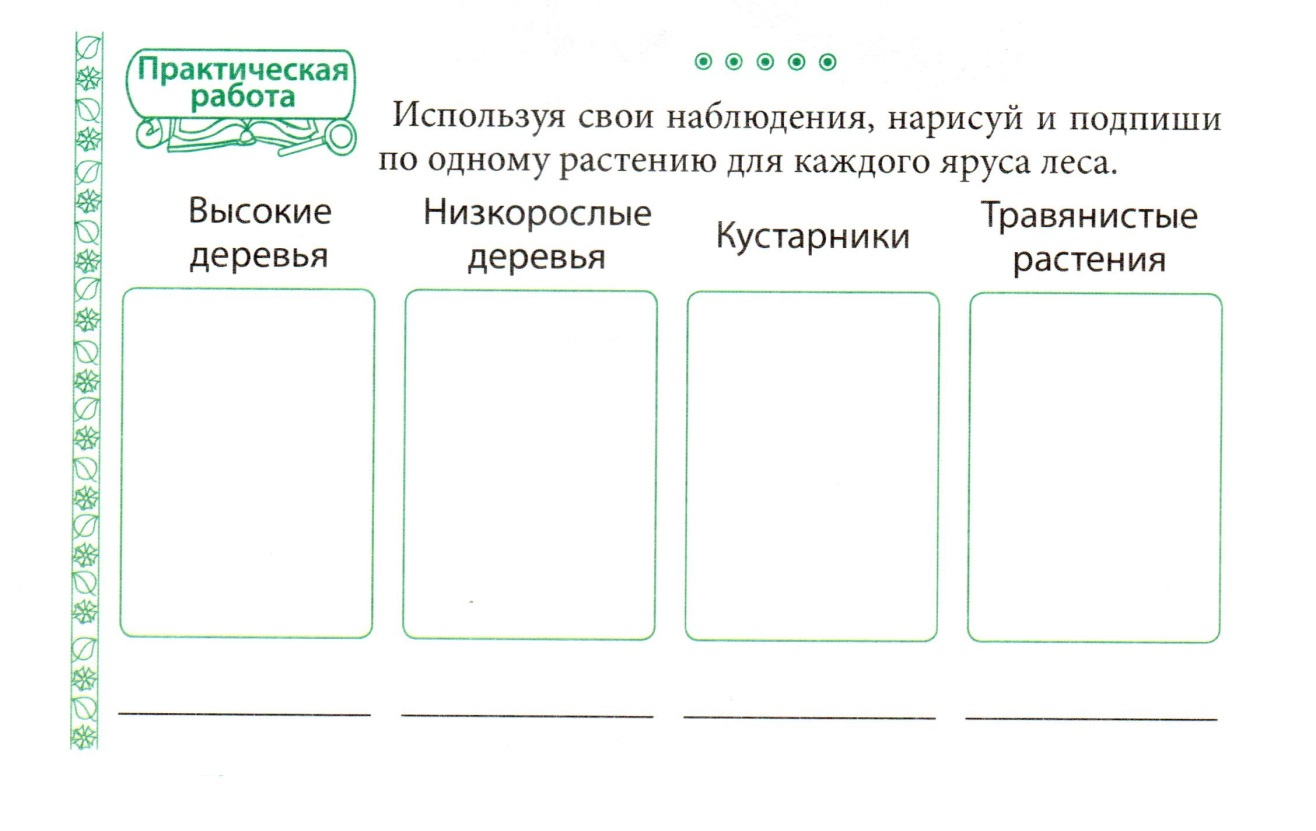 Практическая
работа
Используя свои наблюдения, нарисуй и подпиши
по одному растению для каждого яруса леса.
Высокие
деревья
Низкорослые
деревья
Кустарники
Травянистые
растения